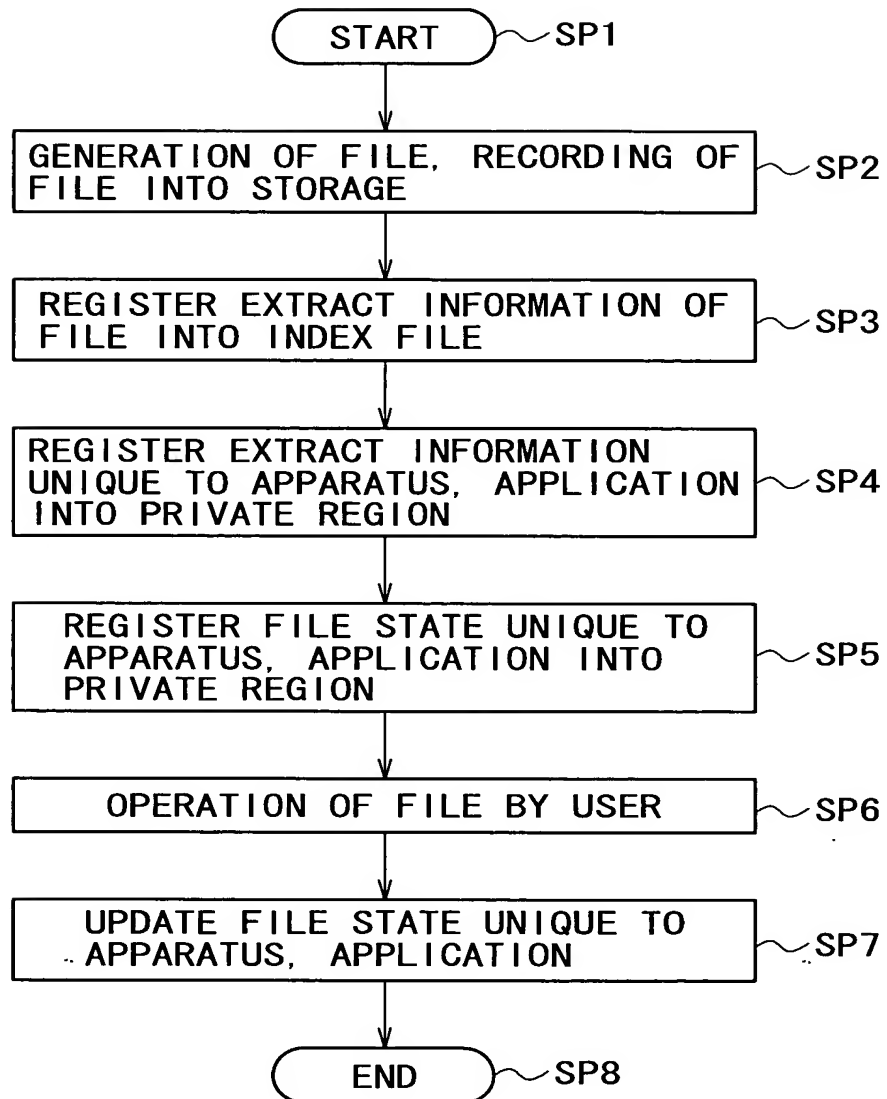 START SP1
GENERATION OF FILE, RECORDING OF
FILE INTO STORAGE
SP2
REGISTER EXTRACT INFORMATION OF
FILE INTO INDEX FILE
SP3
REGISTER EXTRACT INFORMATION
UNIQUE TO APPARATUS, APPLICATION
INTO PRIVATE REGION
SP4
REGISTER FILE STATE UNIQUE TO
APPARATUS, APPLICATION INTO
PRIVATE REGION
SP5
OPERATION OF FILE BY USER SP6
UPDATE FILE STATE UNIQUE TO
APPARATUS, APPLICATION
SP7
END SP8